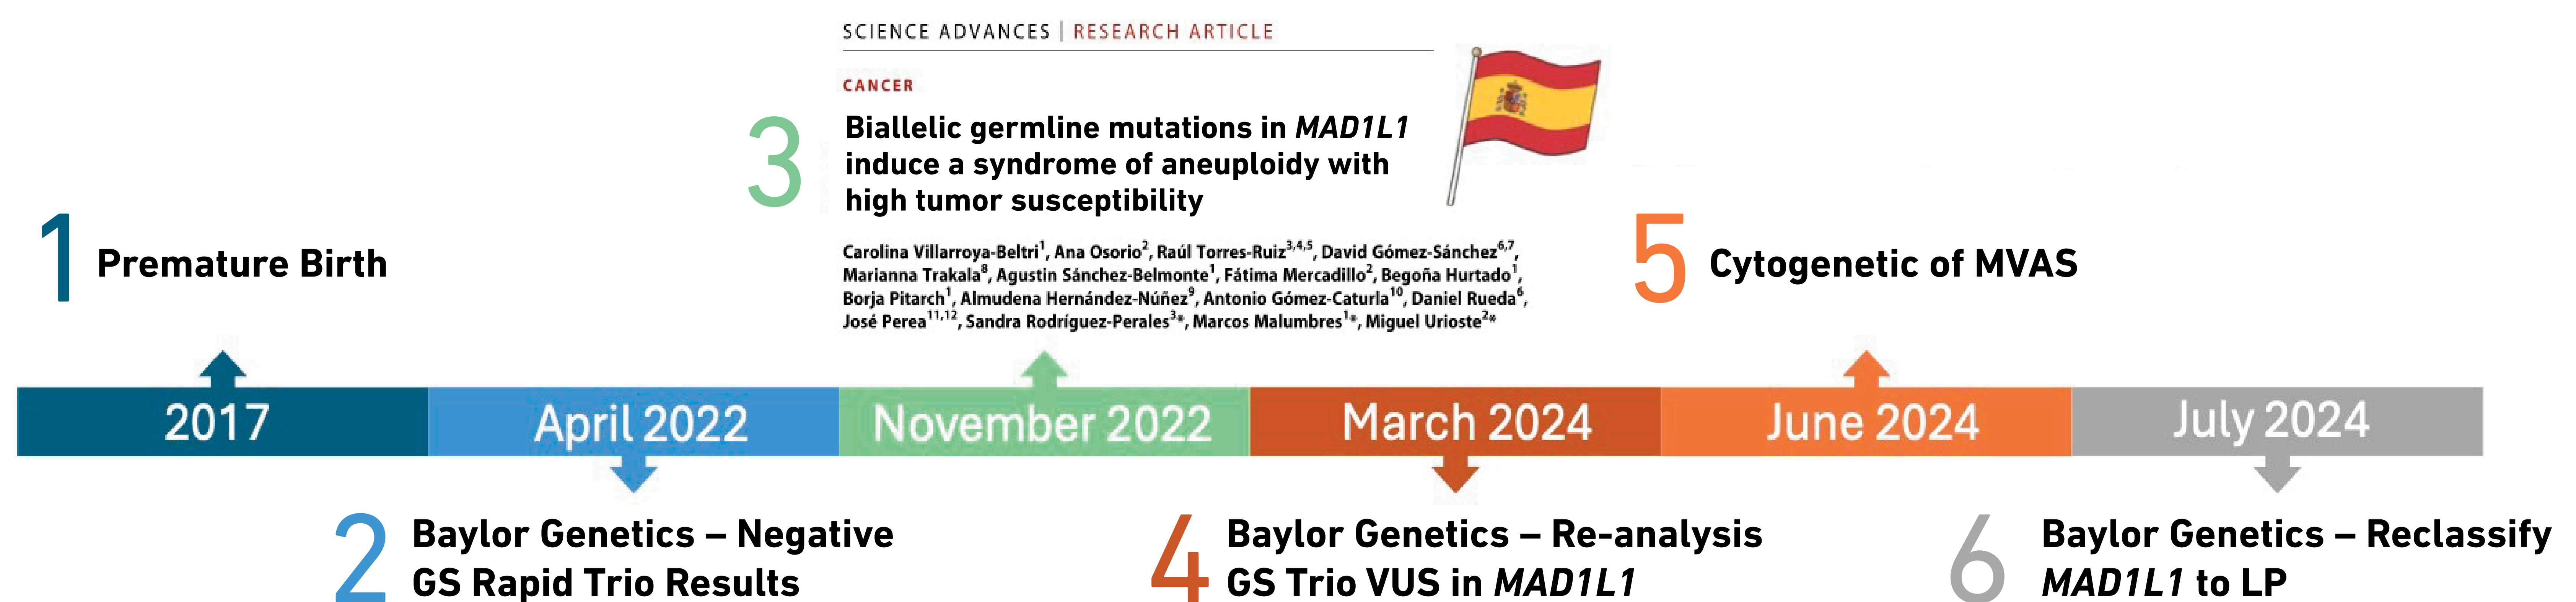 SCIENCE ADVANCES | RESEARCH ARTICLE
CANCER
3
Biallelic germline mutations in MAD1L1
induce a syndrome of aneuploidy with
high tumor susceptibility
Carolina Villarroya-Beltri1, Ana Osorio2, Raúl Torres-Ruiz3,4,5, David Gómez-Sánchez6,7,
Marianna Trakala8, Agustin Sánchez-Belmonte1, Fátima Mercadillo2, Begoña Hurtado1,
Borja Pitarch1, Almudena Hernández-Núñez9, Antonio Gómez-Caturla10, Daniel Rueda6,
José Perea11,12, Sandra Rodríguez-Perales3*, Marcos Malumbres1*, Miguel Urioste2*
1 Premature Birth
5 Cytogenetic of MVAS
2017
April 2022
November 2022
March 2024
June 2024
July 2024
2 Baylor Genetics – Negative
GS Rapid Trio Results
4 Baylor Genetics – Re-analysis
GS Trio VUS in MAD1L1
6 Baylor Genetics – Reclassify
MAD1L1 to LP